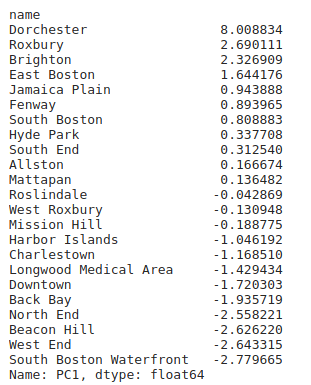 name
Dorchester 8.008834
Roxbury 2.690111
Brighton 2.326909
East Boston 1.644176
Jamaica Plain 0.943888
Fenway 0.893965
South Boston 0.808883
Hyde Park 0.337708
South End 0.312540
Allston 0.166674
Mattapan 0.136482
Roslindale -0.042869
West Roxbury -0.130948
Mission Hill -0.188775
Harbor Islands -1.046192
Charlestown -1.168510
Longwood Medical Area -1.429434
Downtown -1.720303
Back Bay -1.935719
North End -2.558221
Beacon Hill -2.626220
West End -2.643315
South Boston Waterfront -2.779665
Name: PC1, dtype: float64